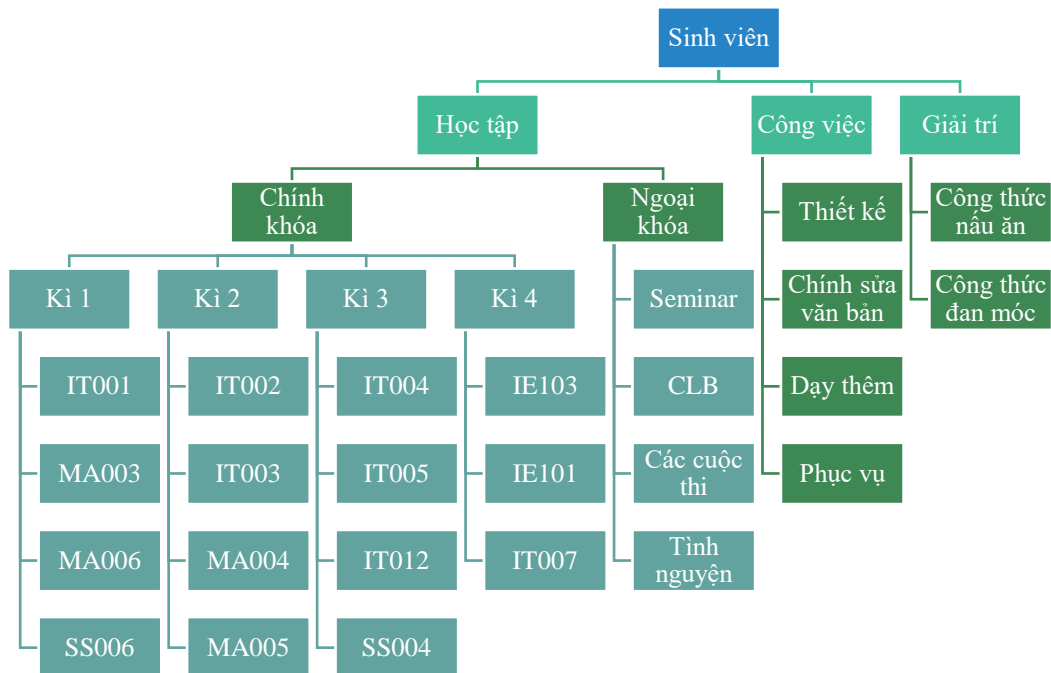 Sinh viên
Học tập
Công việc
Giải trí
Chính
khóa
Ngoại
khóa
Thiết kế
Công thức
nấu ăn
Kì 1
Kì 2
Kì 3
Kì 4
Seminar
Chính sửa
văn bản
Công thức
đan móc
IT001
IT002
IT004
IE103
CLB
Dạy thêm
MA003
IT003
IT005
IE101
Các cuộc
thi
Phục vụ
MA006
MA004
IT012
IT007
Tình
nguyện
SS006
MA005
SS004